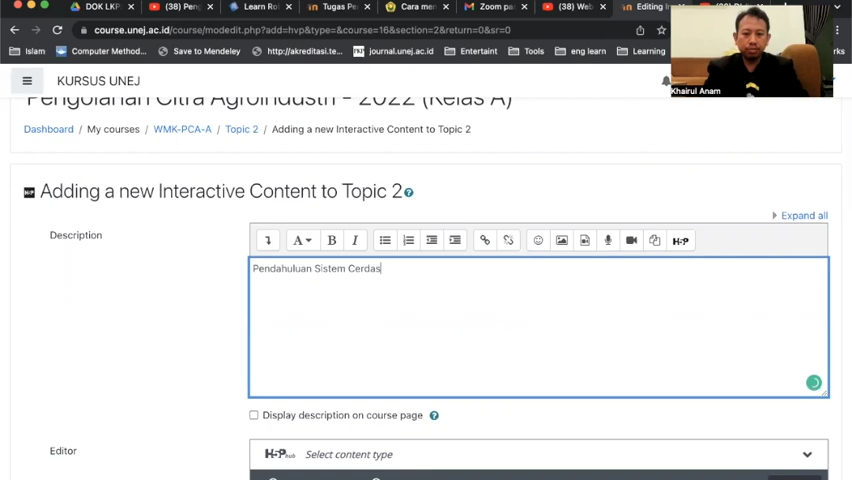 DOK LKP
(38) Peng
Learn Ro
Tugas Pe
Cara me
Zoom pa
(38) Web
Editing I
course.unej.ac.id/course/modedit.php?add=hvp&type=&course=16&section=2&return=0&sr=0
Islam
Computer Method...
Save to Mendeley
http://akreditasi.te...
journal.unej.ac.id
Entertaint
Tools
eng learn
Learning
Khairul Anam
KURSUS UNEJ
Pengolahan Citra Agroindustri - 2022 (Kelas A)
Dashboard / My courses / WMK-PCA-A / Topic 2 / Adding a new Interactive Content to Topic 2
Adding a new Interactive Content to Topic 2
Expand all
Description
Pendahuluan Sistem Cerdas
Display description on course page
Editor
H5P hub Select content type